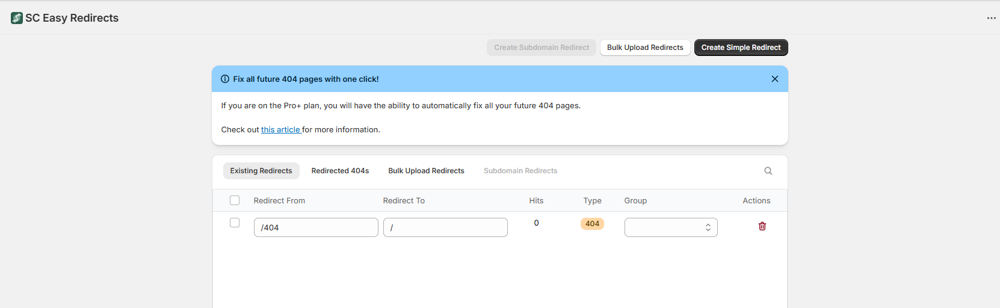 SC Easy Redirects
Create Subdomain Redirect Bulk Upload Redirects Create Simple Redirect
Fix all future 404 pages with one click!
If you are on the Pro+ plan, you will have the ability to automatically fix all your future 404 pages.
Check out this article for more information.
Existing Redirects Redirected 404s Bulk Upload Redirects Subdomain Redirects
Redirect From Redirect To Hits Type Group Actions
/404 / 0 404